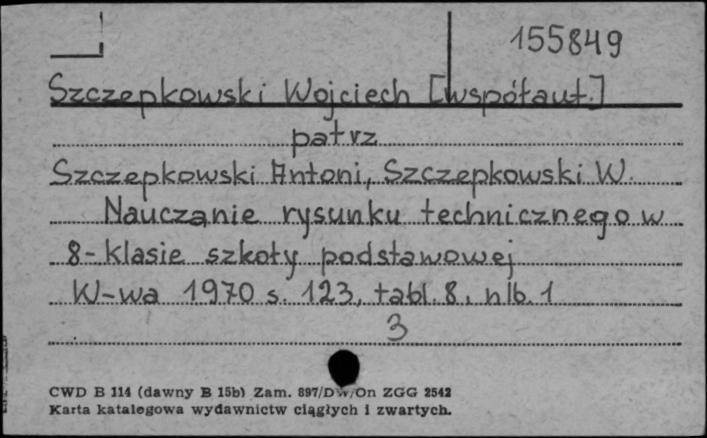 155849
Szczepkowski Wojciech [współaut.]
patrz
Szczepkowski Antoni, Szczepkowski W.
Nauczanie rysunku technicznego w
8-klasie szkoły podstawowej
W-wa 1970 s. 123, tabl. 8, nlb. 1
3
CWD B 114 (dawny B 15b) Zam. 897/DW/On ZGG 2542
Karta katalogowa wydawnictw ciągłych i zwartych.